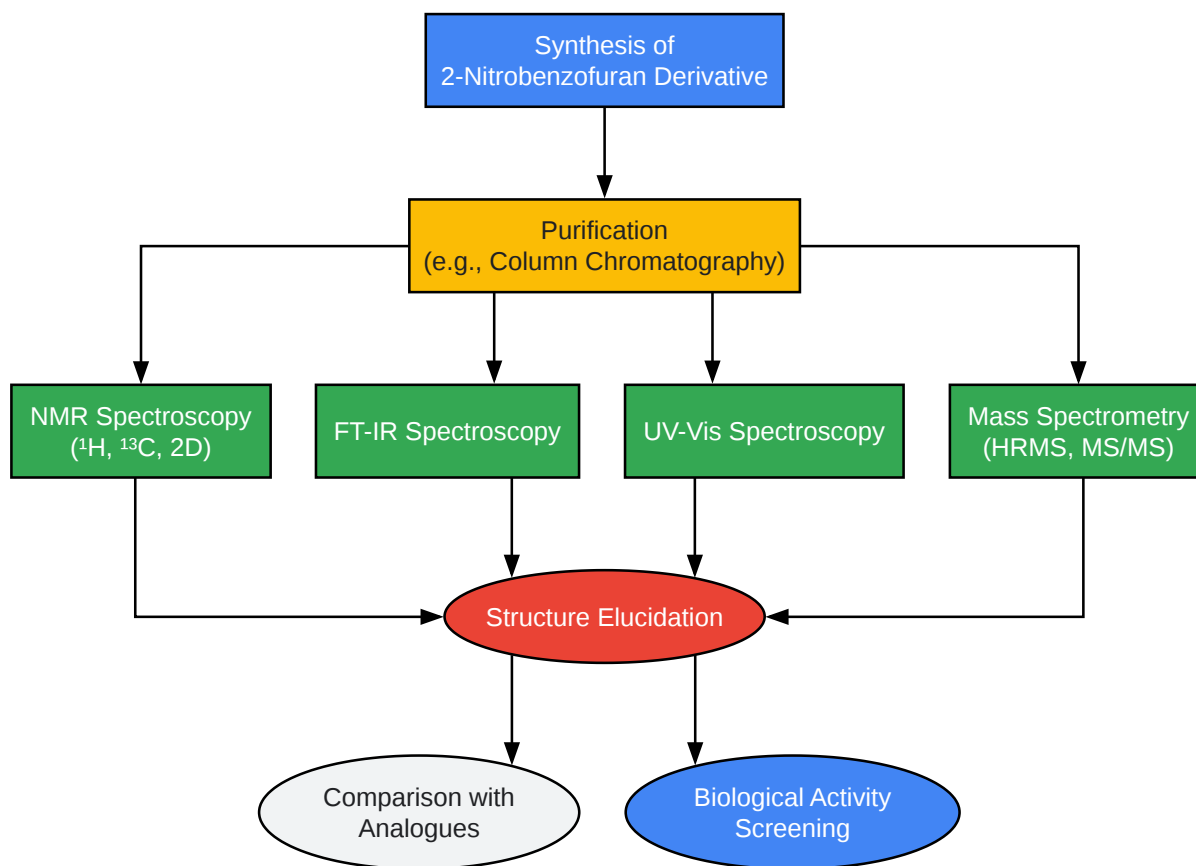 Synthesis of
2-Nitrobenzofuran Derivative
Purification
(e.g., Column Chromatography)
NMR Spectroscopy
(¹H, ¹³C, 2D)
FT-IR Spectroscopy
UV-Vis Spectroscopy
Mass Spectrometry
(HRMS, MS/MS)
Structure Elucidation
Comparison with
Analogues
Biological Activity
Screening